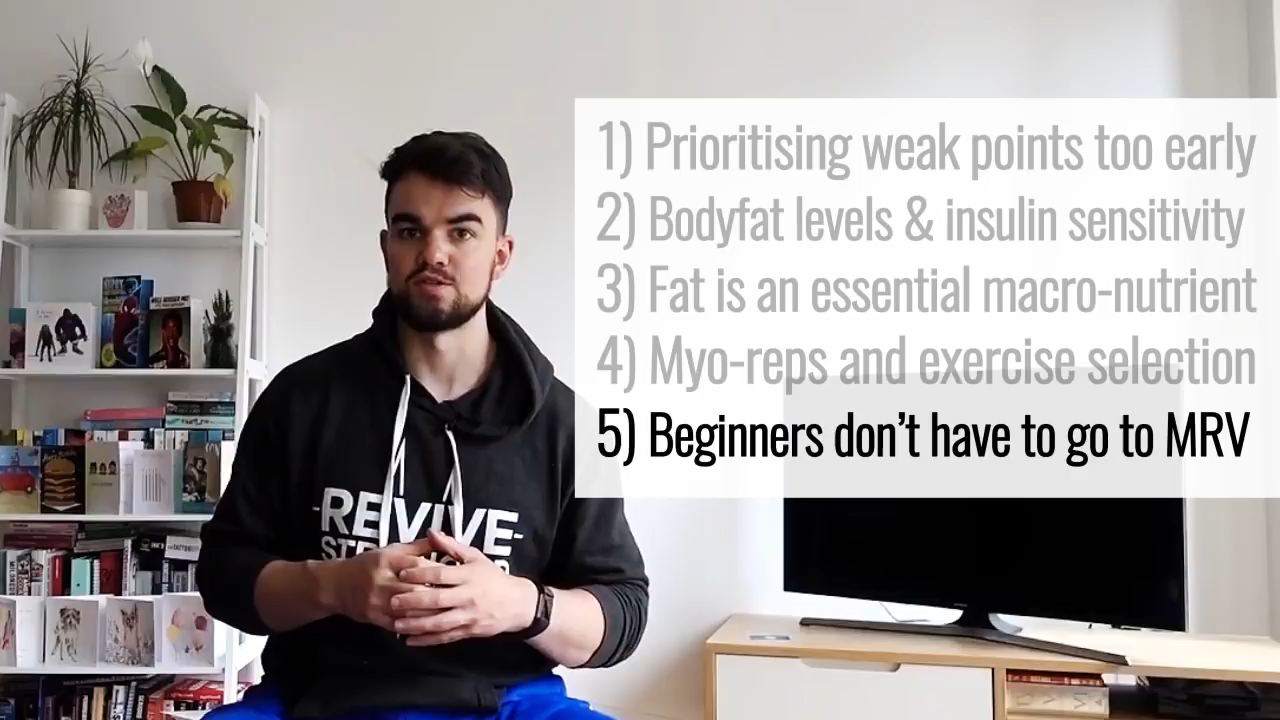 1) Prioritising weak points too early
2) Bodyfat levels & insulin sensitivity
3) Fat is an essential macro-nutrient
4) Myo-reps and exercise selection
5) Beginners don’t have to go to MRV
-REVIVE-